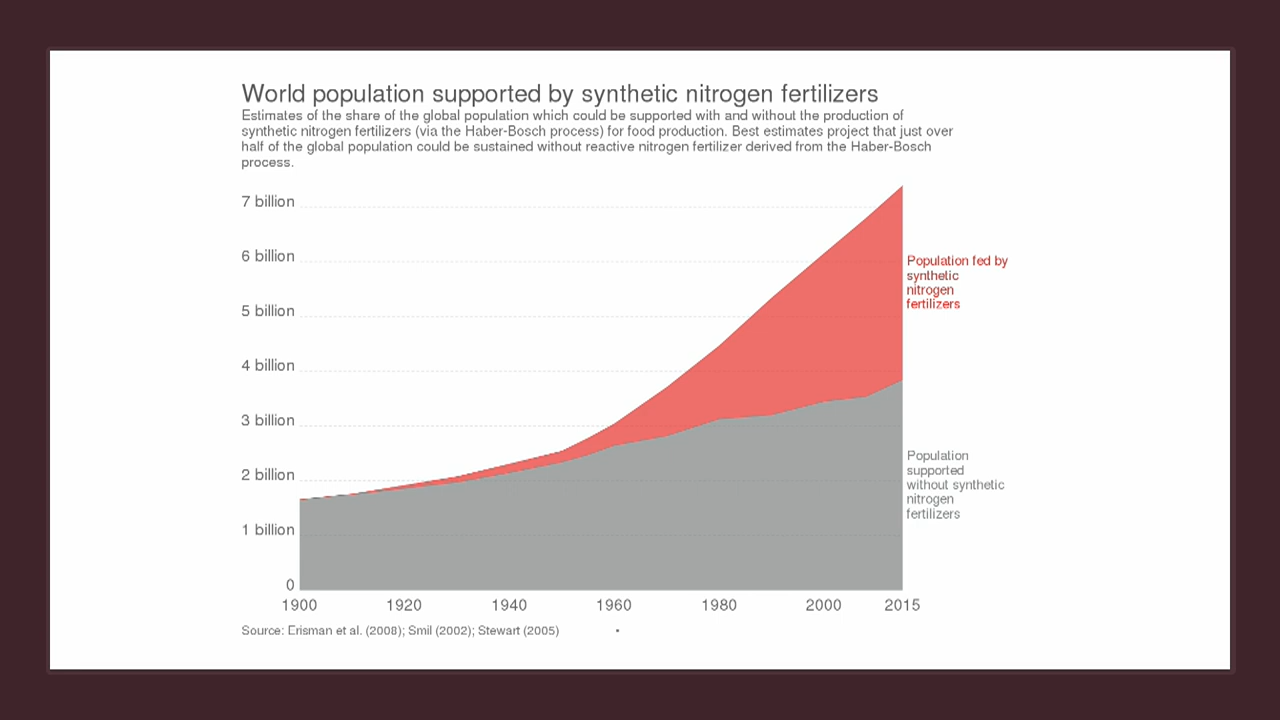 World population supported by synthetic nitrogen fertilizers
Estimates of the share of the global population which could be supported with and without the production of
synthetic nitrogen fertilizers (via the Haber-Bosch process) for food production. Best estimates project that just over
half of the global population could be sustained without reactive nitrogen fertilizer derived from the Haber-Bosch
process.
7 billion
6 billion
5 billion
4 billion
3 billion
2 billion
1 billion
0
Population fed by
synthetic
nitrogen
fertilizers
Population
supported
without synthetic
nitrogen
fertilizers
1900 1920 1940 1960 1980 2000 2015
Source: Erisman et al. (2008); Smil (2002); Stewart (2005) •